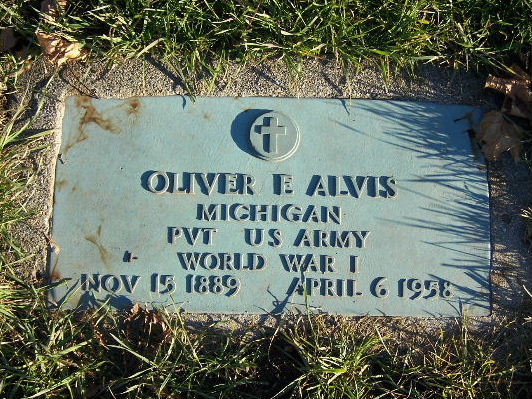 OLIVER E ALVIS
MICHIGAN
PVT US ARMY
WORLD WAR I
NOV 15 1889 APRIL 6 1958